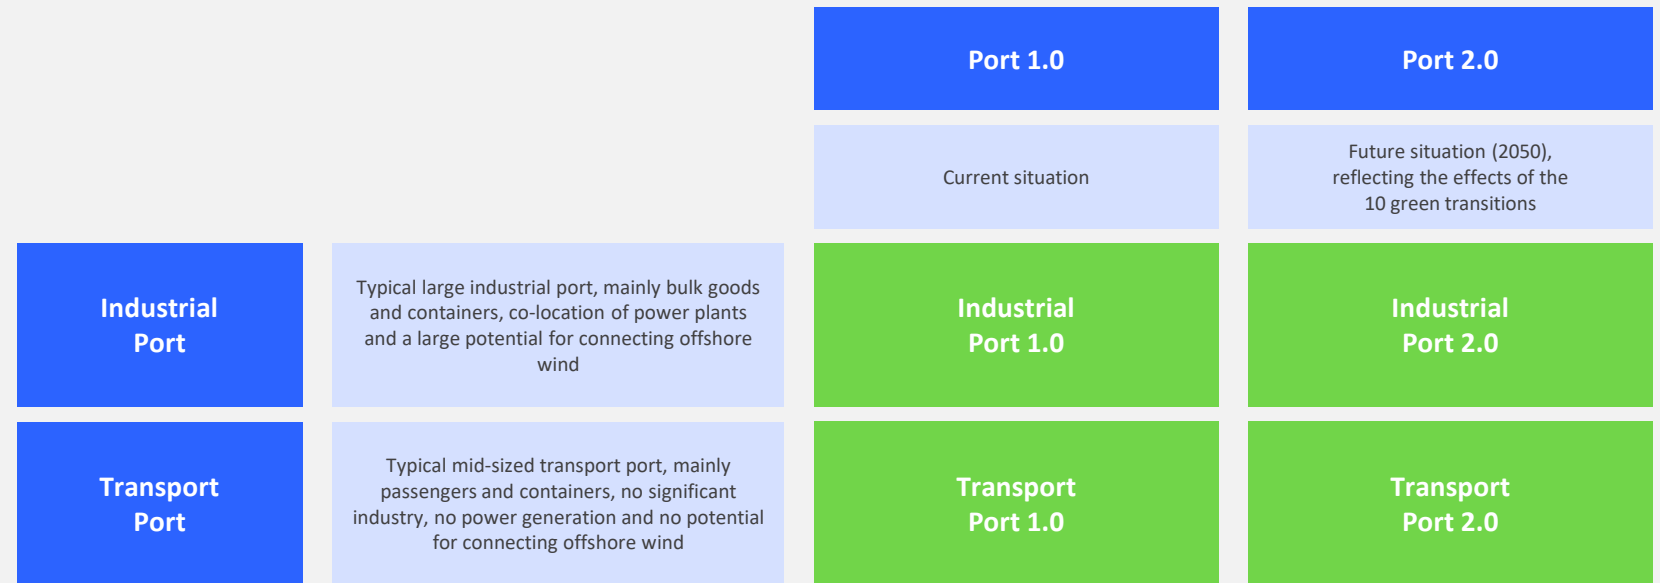 Port 1.0
Port 2.0
Current situation
Future situation (2050),
reflecting the effects of the
10 green transitions
Industrial
Port
Typical large industrial port, mainly bulk goods
and containers, co-location of power plants
and a large potential for connecting offshore
wind
Industrial
Port 1.0
Industrial
Port 2.0
Transport
Port
Typical mid-sized transport port, mainly
passengers and containers, no significant
industry, no power generation and no potential
for connecting offshore wind
Transport
Port 1.0
Transport
Port 2.0